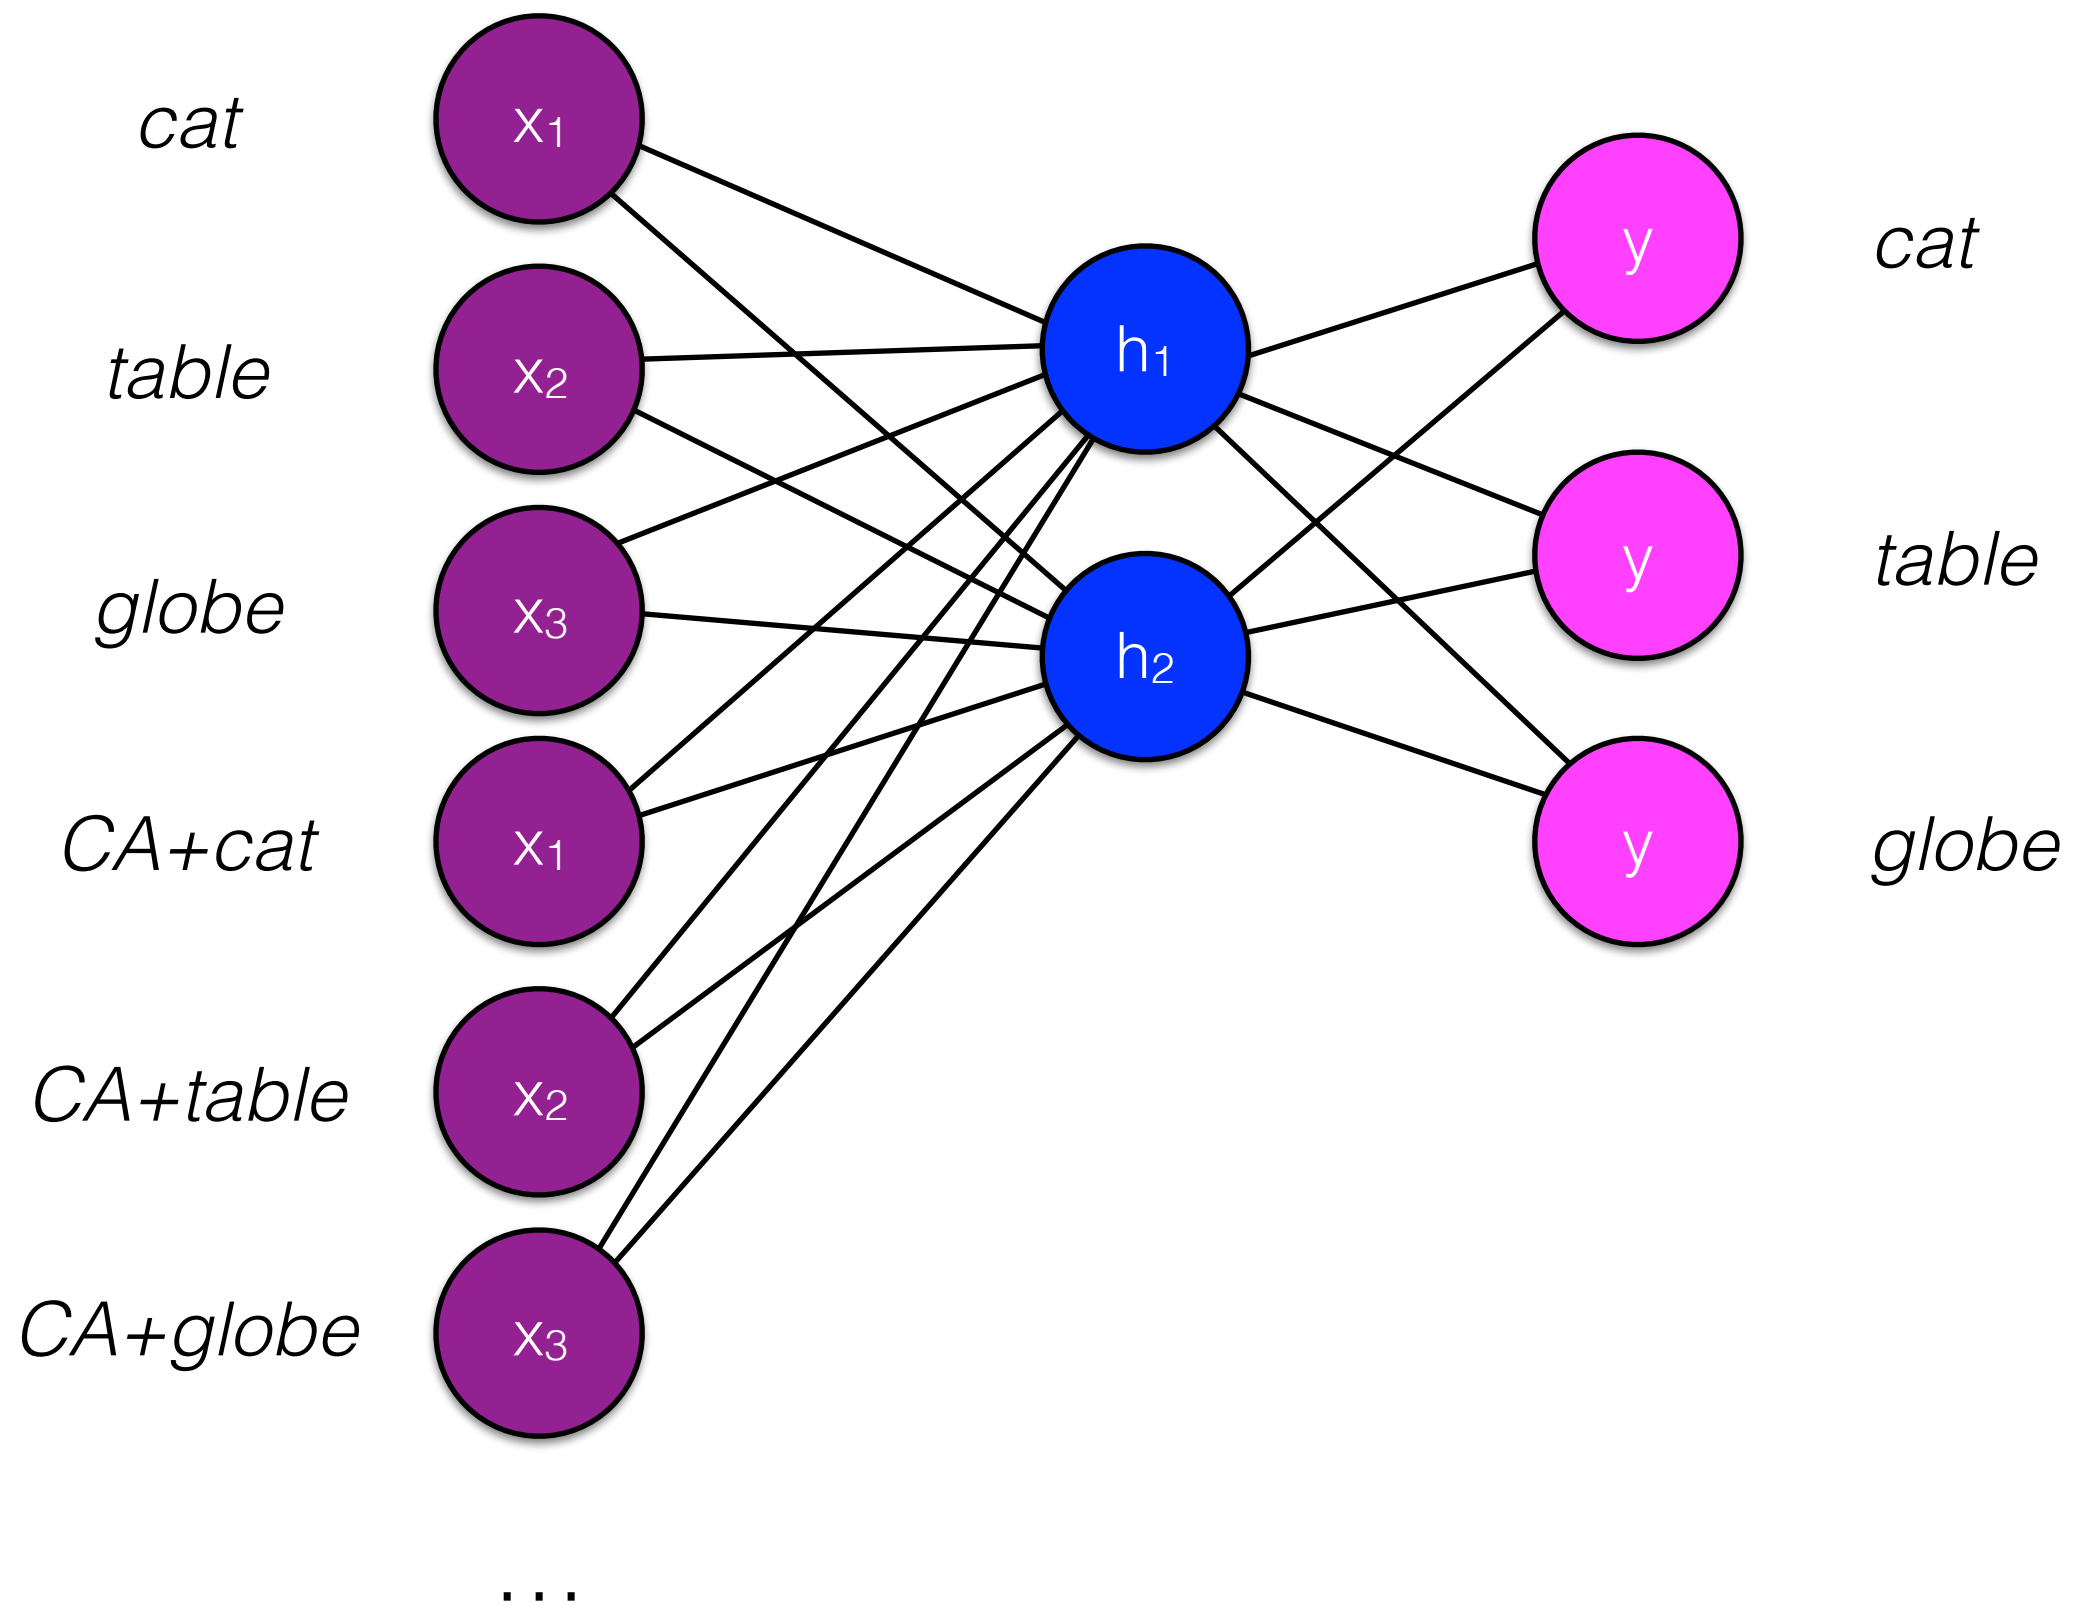 cat
x1
table
x2
globe
x3
CA+cat
x1
CA+table
x2
CA+globe
x3
...
h1
h2
y
cat
y
table
y
globe